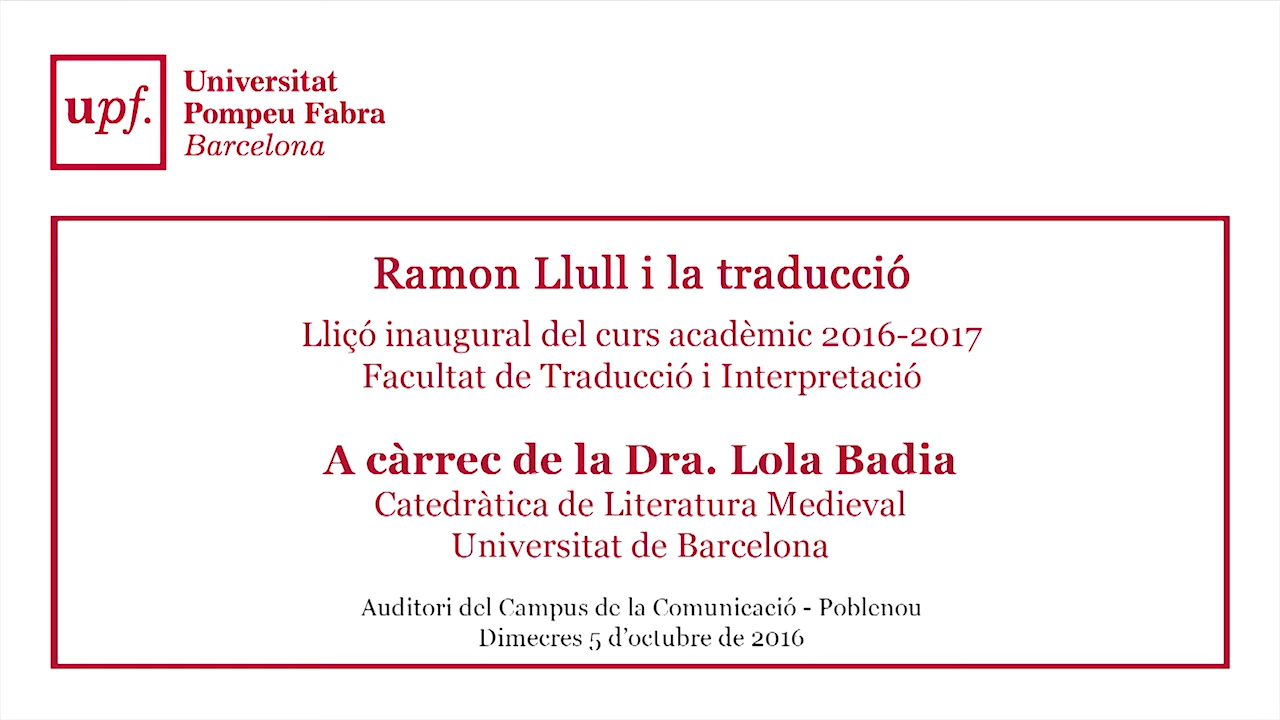 upf.
Universitat
Pompeu Fabra
Barcelona
Ramon Llull i la traducció
Lliçó inaugural del curs acadèmic 2016-2017
Facultat de Traducció i Interpretació
A càrrec de la Dra. Lola Badia
Catedràtica de Literatura Medieval
Universitat de Barcelona
Auditori del Campus de la Comunicació - Poblenou
Dimecres 5 d’octubre de 2016